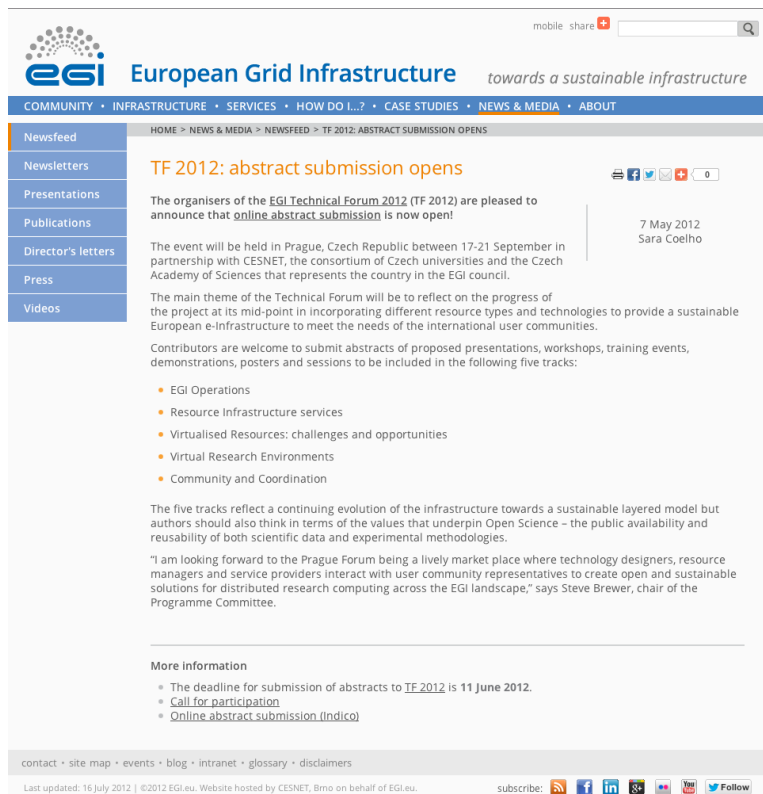 mobile share
egi European Grid Infrastructure towards a sustainable infrastructure
COMMUNITY • INFRASTRUCTURE • SERVICES • HOW DO I...? • CASE STUDIES • NEWS & MEDIA • ABOUT
Newsfeed
Newsletters
Presentations
Publications
Director's letters
Press
Videos
HOME > NEWS & MEDIA > NEWSFEED > TF 2012: ABSTRACT SUBMISSION OPENS
TF 2012: abstract submission opens
0
7 May 2012
Sara Coelho
The organisers of the EGI Technical Forum 2012 (TF 2012) are pleased to
announce that online abstract submission is now open!
The event will be held in Prague, Czech Republic between 17-21 September in
partnership with CESNET, the consortium of Czech universities and the Czech
Academy of Sciences that represents the country in the EGI council.
The main theme of the Technical Forum will be to reflect on the progress of
the project at its mid-point in incorporating different resource types and technologies to provide a sustainable
European e-Infrastructure to meet the needs of the international user communities.
Contributors are welcome to submit abstracts of proposed presentations, workshops, training events,
demonstrations, posters and sessions to be included in the following five tracks:
• EGI Operations
• Resource Infrastructure services
• Virtualised Resources: challenges and opportunities
• Virtual Research Environments
• Community and Coordination
The five tracks reflect a continuing evolution of the infrastructure towards a sustainable layered model but
authors should also think in terms of the values that underpin Open Science – the public availability and
reusability of both scientific data and experimental methodologies.
“I am looking forward to the Prague Forum being a lively market place where technology designers, resource
managers and service providers interact with user community representatives to create open and sustainable
solutions for distributed research computing across the EGI landscape,” says Steve Brewer, chair of the
Programme Committee.
More information
• The deadline for submission of abstracts to TF 2012 is 11 June 2012.
• Call for participation
• Online abstract submission (Indico)
contact • site map • events • blog • intranet • glossary • disclaimers
Last updated: 16 July 2012 | ©2012 EGI.eu. Website hosted by CESNET, Brno on behalf of EGI.eu.
subscribe: f in g+ You Tube Follow